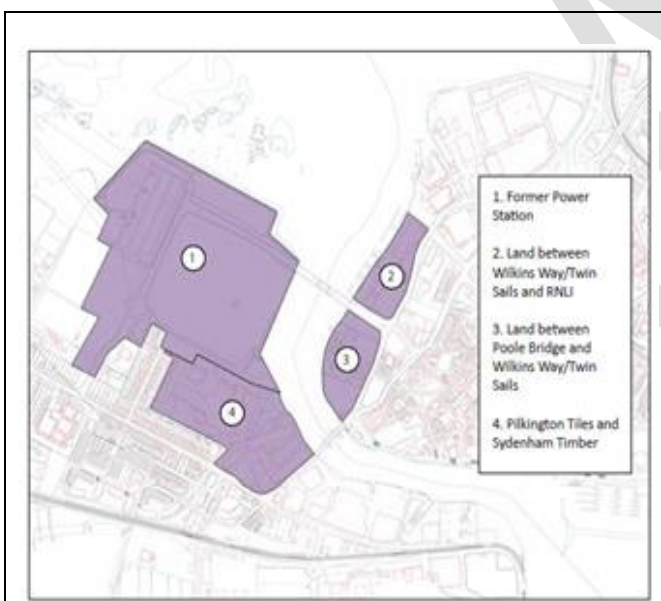 1
2
3
4
1. Former Power
Station
2. Land between
Wilkins Way/Twin
Sails and RNLI
3. Land between
Poole Bridge and
Wilkins Way/Twin
Sails
4. Pilkington Tiles and
Sydenham Timber